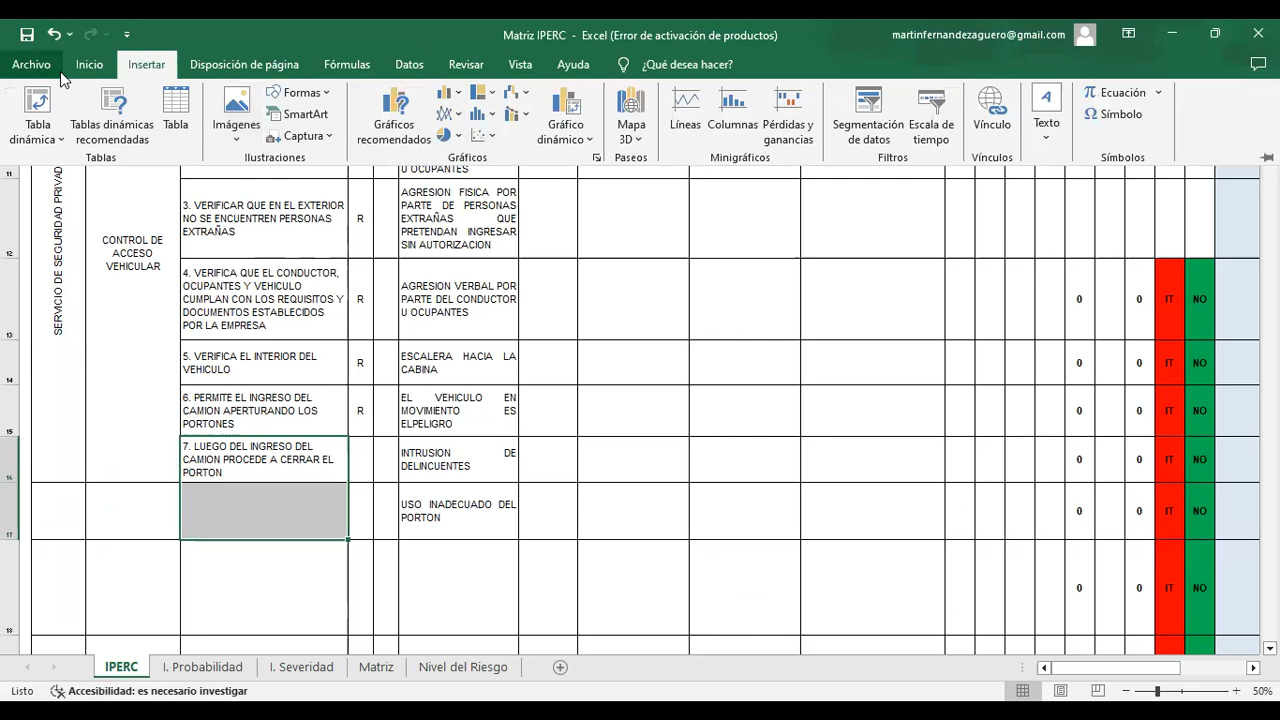 Matriz IPERC - Excel (Error de activación de productos)
martinfernandezaguero@gmail.com
Archivo Inicio Insertar Disposición de página Fórmulas Datos Revisar Vista Ayuda ¿Qué desea hacer?
Tabla dinámica
Tablas dinámicas recomendadas
Tabla
Imágenes
Formas
SmartArt
Captura
Gráficos recomendados
Gráfico dinámico
Mapa 3D
Líneas
Columnas
Pérdidas y ganancias
Segmentación de datos
Escala de tiempo
Vínculo
Texto
Ecuación
Símbolo
Tablas Ilustraciones Gráficos Paseos Minigráficos Filtros Vínculos Símbolos
11
U OCUPANTES
SERVICIO DE SEGURIDAD PRIVAD
CONTROL DE
ACCESO
VEHICULAR
12
3. VERIFICAR QUE EN EL EXTERIOR
NO SE ENCUENTREN PERSONAS
EXTRAÑAS
R
AGRESION FISICA POR
PARTE DE PERSONAS
EXTRAÑAS QUE
PRETENDAN INGRESAR
SIN AUTORIZACION
13
4. VERIFICA QUE EL CONDUCTOR,
OCUPANTES Y VEHICULO
CUMPLAN CON LOS REQUISITOS Y
DOCUMENTOS ESTABLECIDOS
POR LA EMPRESA
R
AGRESION VERBAL POR
PARTE DEL CONDUCTOR
U OCUPANTES
0 0 IT NO
14
5. VERIFICA EL INTERIOR DEL
VEHICULO
R
ESCALERA HACIA LA
CABINA
0 0 IT NO
15
6. PERMITE EL INGRESO DEL
CAMION APERTURANDO LOS
PORTONES
R
EL VEHICULO EN
MOVIMIENTO ES
ELPELIGRO
0 0 IT NO
16
7. LUEGO DEL INGRESO DEL
CAMION PROCEDE A CERRAR EL
PORTON
INTRUSION DE
DELINCUENTES
0 0 IT NO
17
USO INADECUADO DEL
PORTON
0 0 IT NO
18
0 0 IT NO
IPERC I. Probabilidad I. Severidad Matriz Nivel del Riesgo
Listo Accesibilidad: es necesario investigar 50%